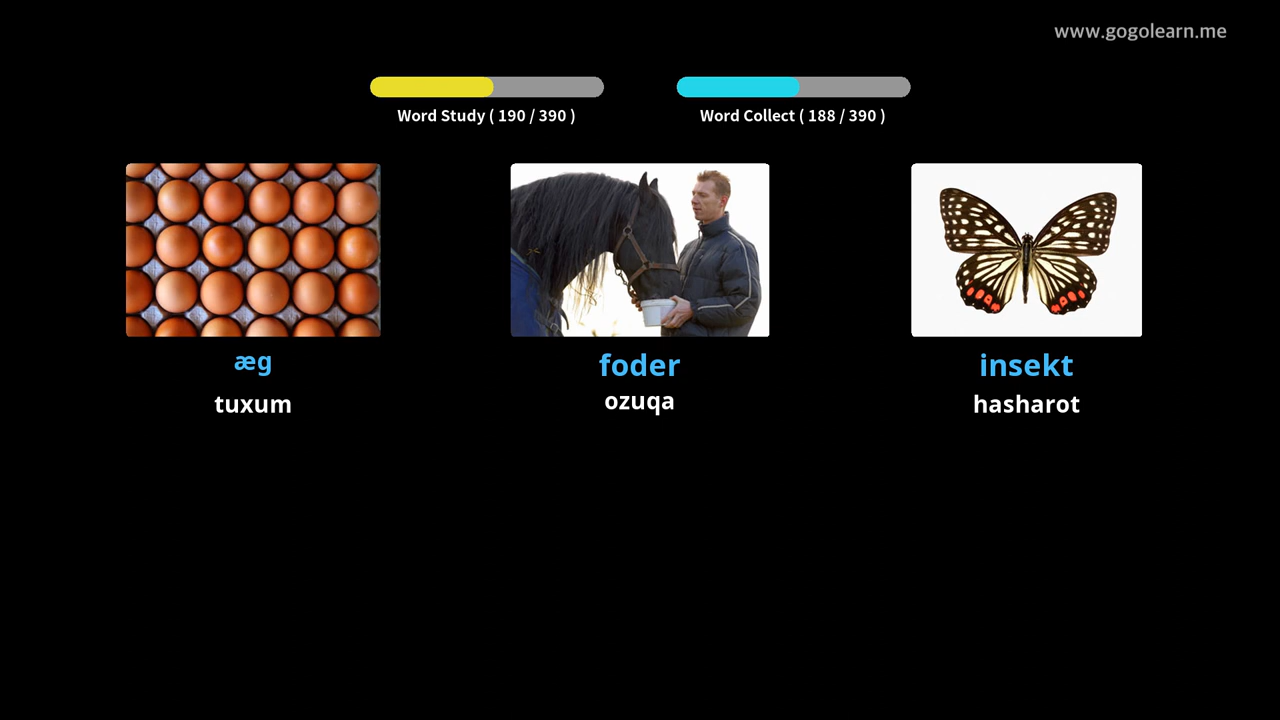 www.gogolearn.me
Word Study ( 190 / 390 )
Word Collect ( 188 / 390 )
æg
foder
insekt
tuxum
ozuqa
hasharot